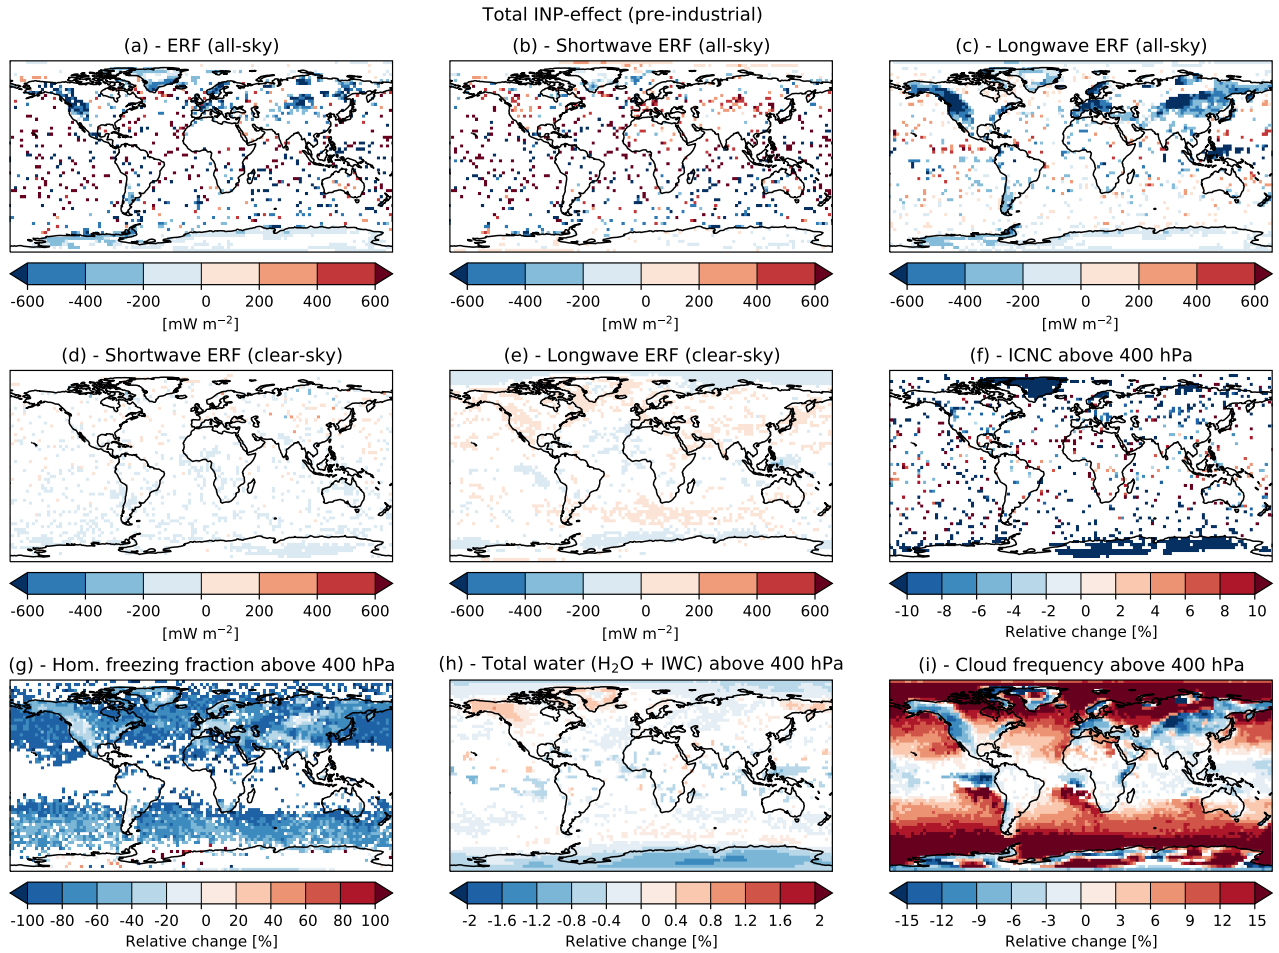 Total INP-effect (pre-industrial)
(a) - ERF (all-sky)
(b) - Shortwave ERF (all-sky)
(c) - Longwave ERF (all-sky)
-600 -400 -200 0 200 400 600
-600 -400 -200 0 200 400 600
-600 -400 -200 0 200 400 600
[mW m⁻²]
[mW m⁻²]
[mW m⁻²]
(d) - Shortwave ERF (clear-sky)
(e) - Longwave ERF (clear-sky)
(f) - ICNC above 400 hPa
-600 -400 -200 0 200 400 600
-600 -400 -200 0 200 400 600
-10 -8 -6 -4 -2 0 2 4 6 8 10
[mW m⁻²]
[mW m⁻²]
Relative change [%]
(g) - Hom. freezing fraction above 400 hPa
(h) - Total water (H₂O + IWC) above 400 hPa
(i) - Cloud frequency above 400 hPa
-100 -80 -60 -40 -20 0 20 40 60 80 100
-2 -1.6 -1.2 -0.8 -0.4 0 0.4 0.8 1.2 1.6 2
-15 -12 -9 -6 -3 0 3 6 9 12 15
Relative change [%]
Relative change [%]
Relative change [%]